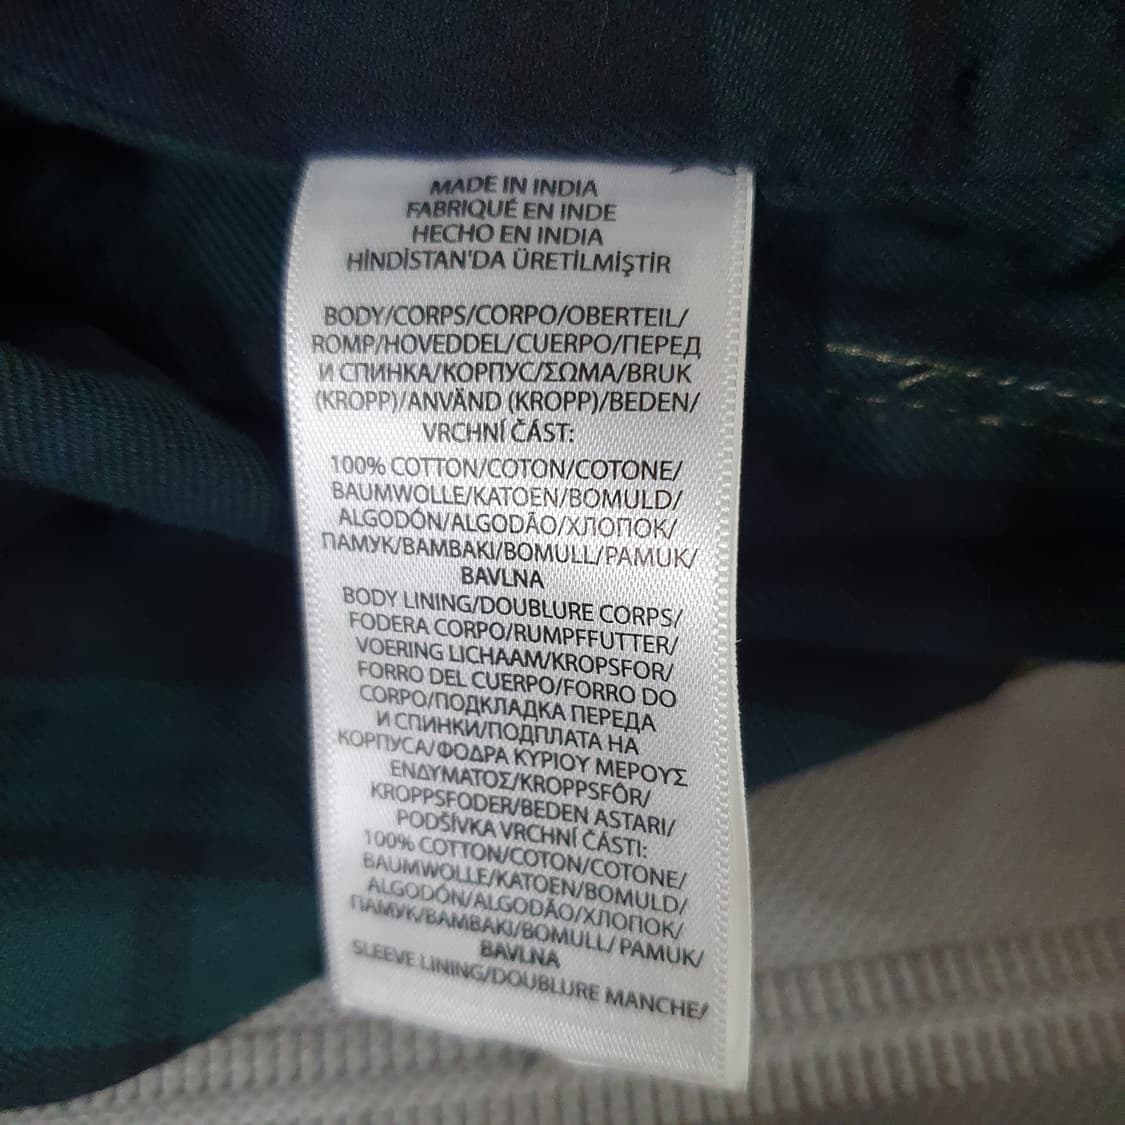 MADE IN INDIA
FABRIQUÉ EN INDE
HECHO EN INDIA
HİNDİSTAN'DA ÜRETİLMİŞTİR
BODY/CORPS/CORPO/OBERTEIL/
ROMP/HOVEDDEL/CUERPO/ПЕРЕД
И СПИНКА/КОРПУС/ΣΩΜΑ/BRUK
(KROPP)/ANVÄND (KROPP)/BEDEN/
VRCHNÍ ČÁST:
100% COTTON/COTON/COTONE/
BAUMWOLLE/KATOEN/BOMULD/
ALGODÓN/ALGODÃO/ХЛОПОК/
ПАМУК/ΒΑΜΒΑΚΙ/BOMULL/PAMUK/
BAVLNA
BODY LINING/DOUBLURE CORPS/
FODERA CORPO/RUMPFFUTTER/
VOERING LICHAAM/KROPSFOR/
FORRO DEL CUERPO/FORRO DO
CORPO/ПОДКЛАДКА ПЕРЕДА
И СПИНКИ/ПОДПЛАТА НА
КОРПУСА/ΦΟΔΡΑ ΚΥΡΙΟΥ ΜΕΡΟΥΣ
ΕΝΔΥΜΑΤΟΣ/KROPPSFÔR/
KROPPSFODER/BEDEN ASTARI/
PODŠÍVKA VRCHNÍ ČÁSTI:
100% COTTON/COTON/COTONE/
BAUMWOLLE/KATOEN/BOMULD/
ALGODÓN/ALGODÃO/ХЛОПОК/
ПАМУК/ΒΑΜΒΑΚΙ/BOMULL/PAMUK/
BAVLNA
SLEEVE LINING/DOUBLURE MANCHE/